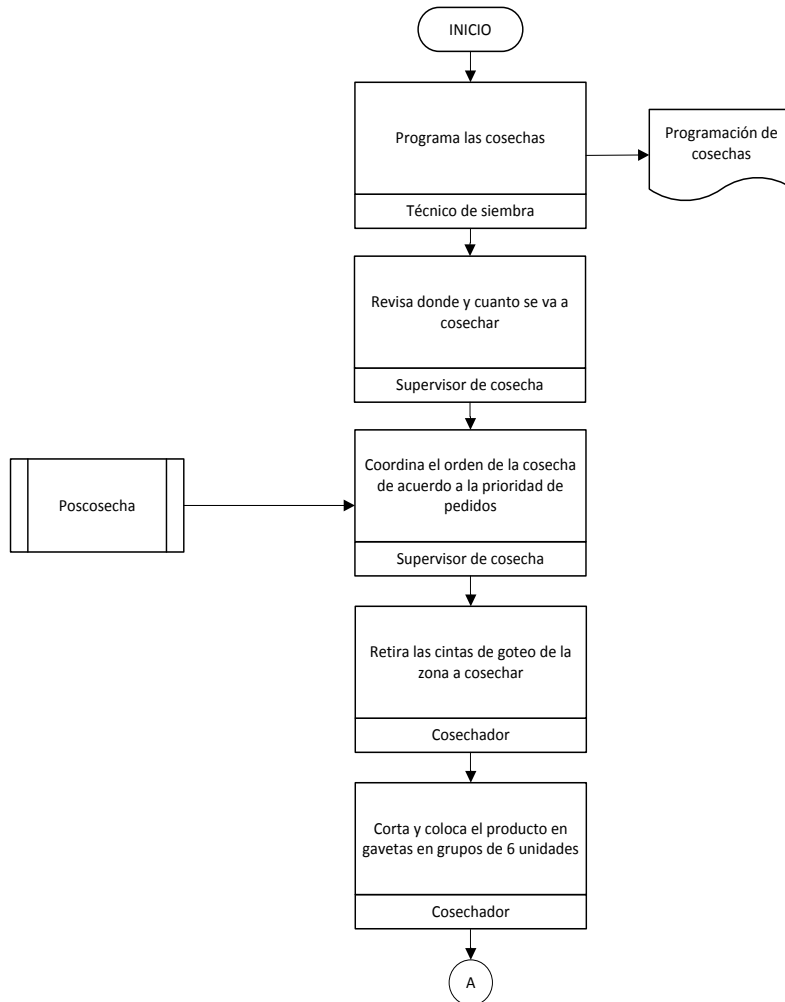 INICIO
Programa las cosechas
Técnico de siembra
Programación de
cosechas
Revisa donde y cuanto se va a
cosechar
Supervisor de cosecha
Poscosecha
Coordina el orden de la cosecha
de acuerdo a la prioridad de
pedidos
Supervisor de cosecha
Retira las cintas de goteo de la
zona a cosechar
Cosechador
Corta y coloca el producto en
gavetas en grupos de 6 unidades
Cosechador
A